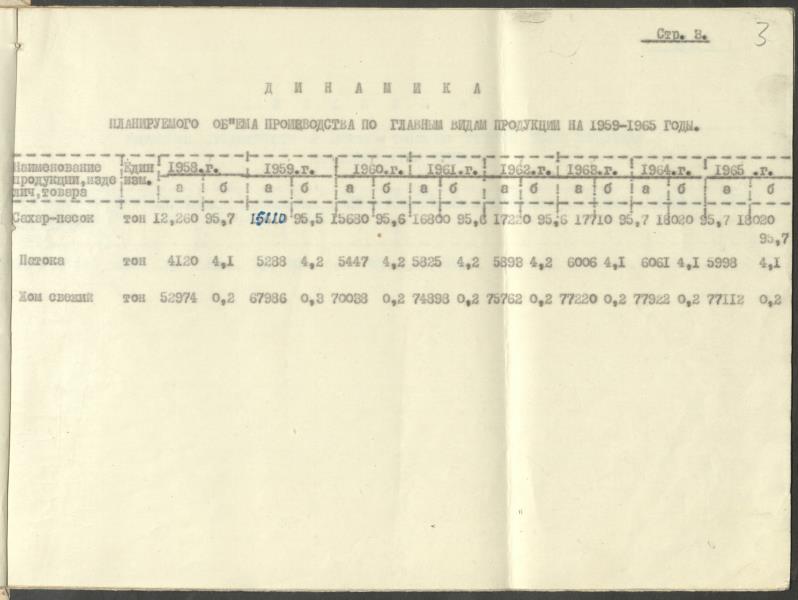 Стр. 3.
3
Д И Н А М И К А
ПЛАНИРУЕМОГО ОБ"ЕМА ПРОИЗВОДСТВА ПО ГЛАВНЫМ ВИДАМ ПРОДУКЦИИ НА 1959-1965 ГОДЫ.
Наименование Един 1958.г. 1959.г. 1960.г. 1961.г. 1962.г. 1963.г. 1964.г. 1965 .г.
продукции,изде изм. а б а б а б а б а б а б а б а б
лич,товара
Сахар-песок тон 12,260 95,7 15110 95,5 15680 95,6 16800 95,6 17220 95,6 17710 95,7 18020 95,7 18020
95,7
Патока тон 4120 4,1 5288 4,2 5447 4,2 5825 4,2 5893 4,2 6006 4,1 6061 4,1 5998 4,1
Жом свежий тон 52974 0,2 67986 0,3 70038 0,2 74898 0,2 75762 0,2 77220 0,2 77922 0,2 77112 0,2